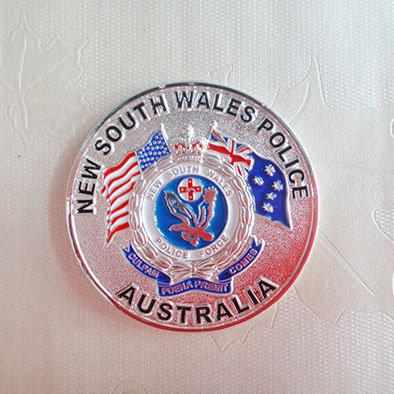 NEW SOUTH WALES POLICE
NEW SOUTH WALES
POLICE FORCE
CULPAM
POENA PREMIT
COMES
AUSTRALIA